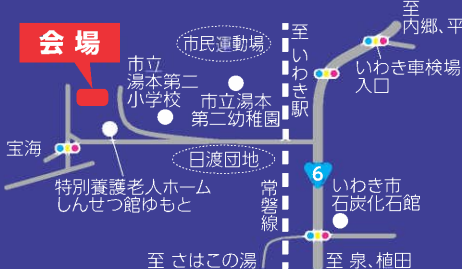 会場
市民運動場
至
いわき駅
至
内郷、平
いわき車検場
入口
市立
湯本第二
小学校
市立湯本
第二幼稚園
宝海
日渡団地
特別養護老人ホーム
しんせつ館ゆもと
常磐線
6
いわき市
石炭化石館
至 さはこの湯
至 泉、植田